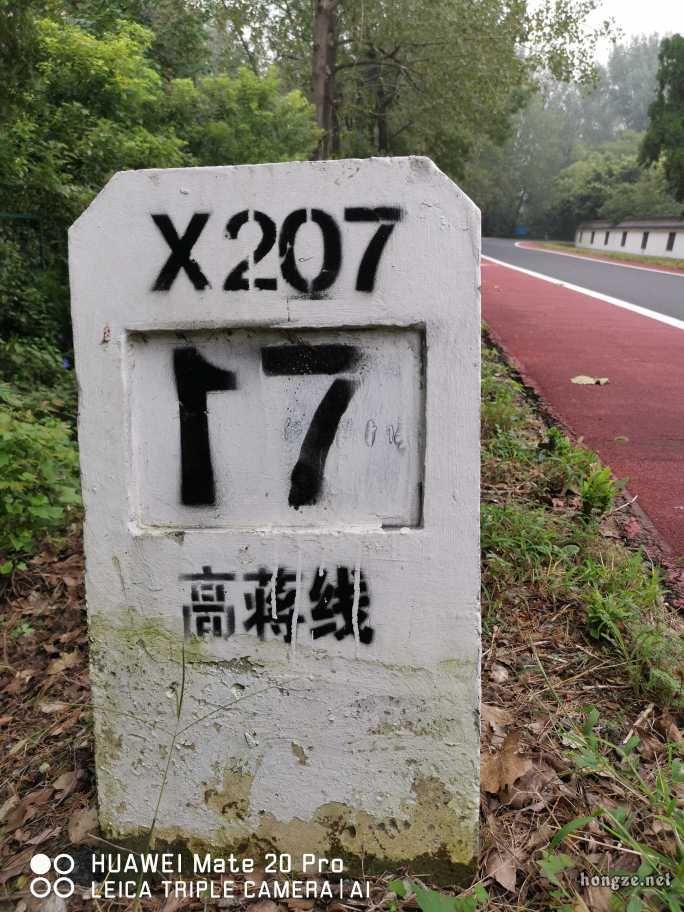 X207
17
高蒋线
HUAWEI Mate 20 Pro
LEICA TRIPLE CAMERA | AI
hongze.net